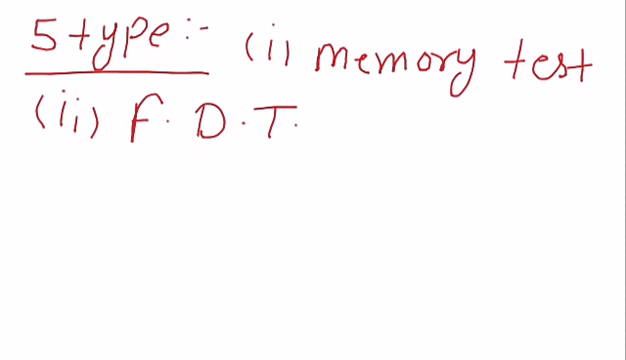 5 type :- (i) memory test
(ii) F. D. T.